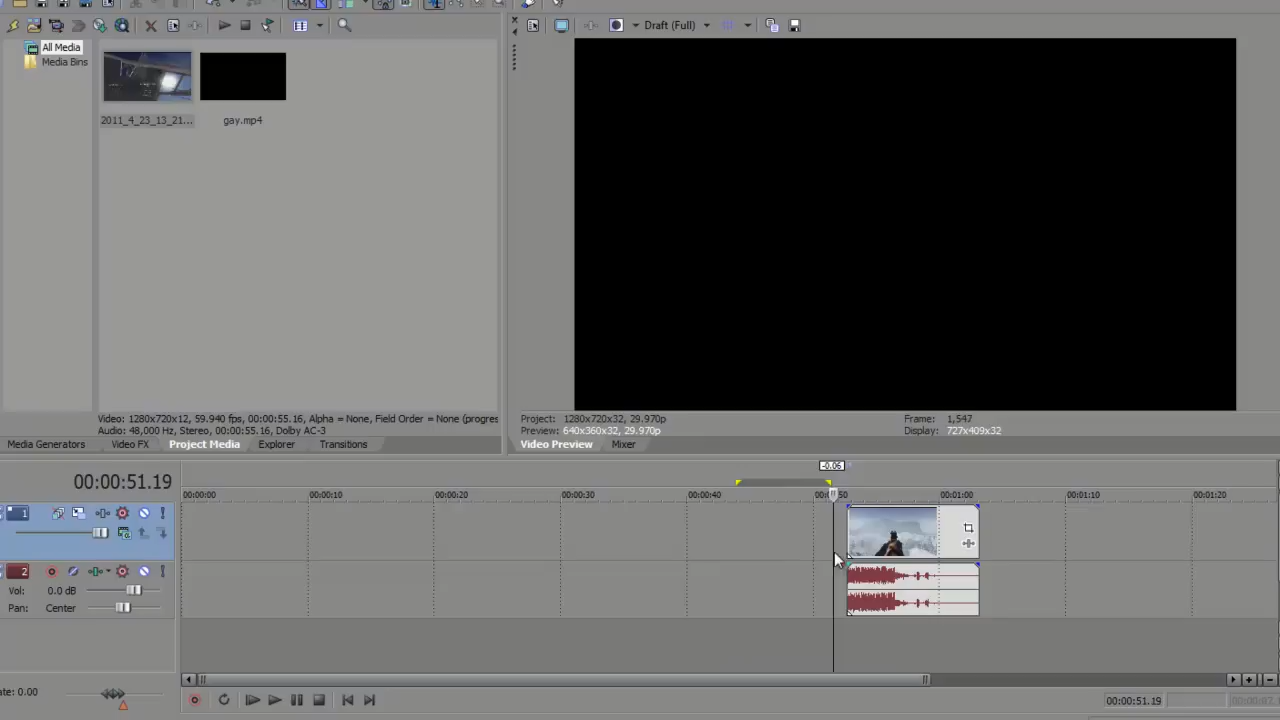 Draft (Full)
All Media
Media Bins
2011_4_23_13_21...
gay.mp4
Video: 1280x720x12, 59.940 fps, 00:00:55.16, Alpha = None, Field Order = None (progres
Audio: 48,000 Hz, Stereo, 00:00:55.16, Dolby AC-3
Project: 1280x720x32, 29.970p
Frame: 1,547
Preview: 640x360x32, 29.970p
Display: 727x409x32
Media Generators
Video FX
Project Media
Explorer
Transitions
Video Preview
Mixer
-0.06
00:00:51.19
00:00:00
00:00:10
00:00:20
00:00:30
00:00:40
00:01:00
00:01:10
00:01:20
1
2
Vol: 0.0 dB
Pan: Center
ate: 0.00
00:00:51.19